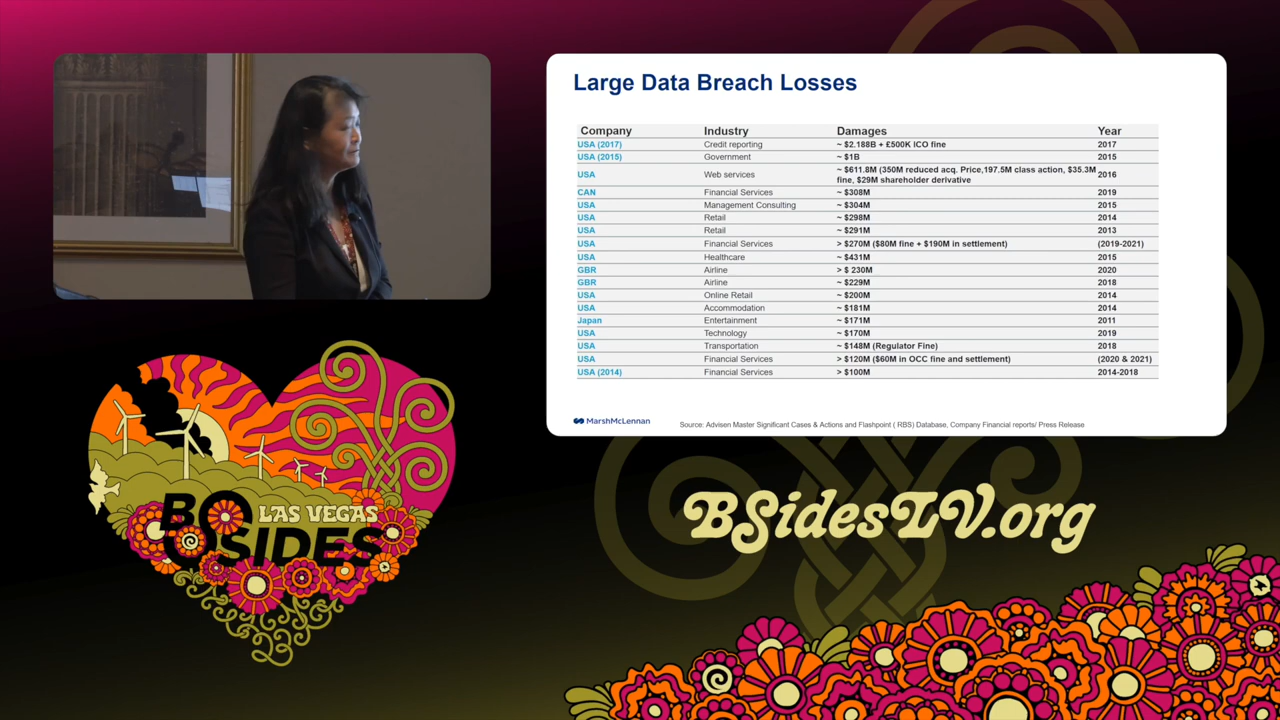 Large Data Breach Losses
Company Industry Damages Year
USA (2017) Credit reporting ~ $2.188B + £500K ICO fine 2017
USA (2015) Government ~ $1B 2015
USA Web services ~ $611.8M (350M reduced acq. Price,197.5M class action, $35.3M 2016
fine, $29M shareholder derivative
CAN Financial Services ~ $308M 2019
USA Management Consulting ~ $304M 2015
USA Retail ~ $298M 2014
USA Retail ~ $291M 2013
USA Financial Services > $270M ($80M fine + $190M in settlement) (2019-2021)
USA Healthcare ~ $431M 2015
GBR Airline > $ 230M 2020
GBR Airline ~ $229M 2018
USA Online Retail ~ $200M 2014
USA Accommodation ~ $181M 2014
Japan Entertainment ~ $171M 2011
USA Technology ~ $170M 2019
USA Transportation ~ $148M (Regulator Fine) 2018
USA Financial Services > $120M ($60M in OCC fine and settlement) (2020 & 2021)
USA (2014) Financial Services > $100M 2014-2018
MarshMcLennan
Source: Advisen Master Significant Cases & Actions and Flashpoint ( RBS) Database, Company Financial reports/ Press Release
LAS VEGAS
BSIDES
23
BSidesLV.org